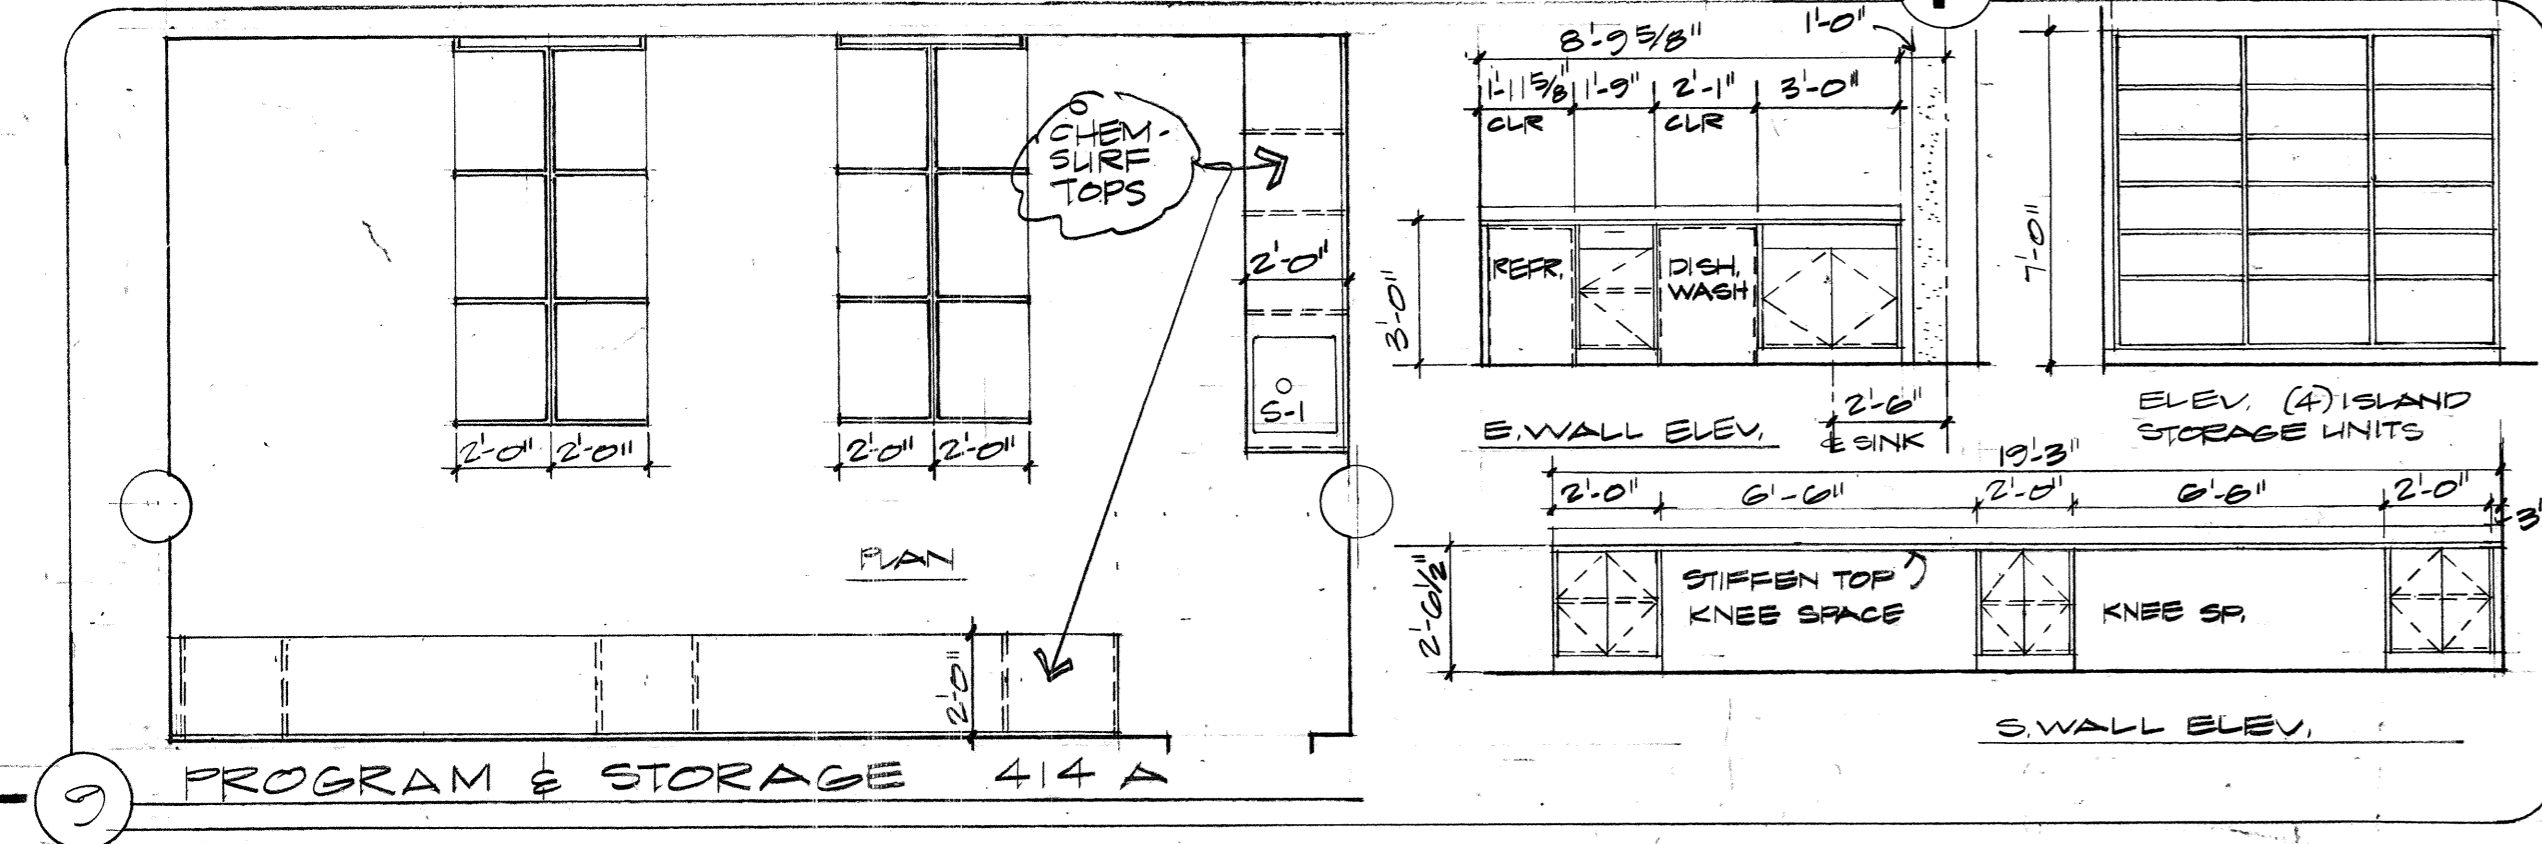 CHEM-
SURF
TOPS
2'-0"
S-1
2'-0" 2'-0"
2'-0" 2'-0"
PLAN
2'-0"
9
PROGRAM & STORAGE 414 A
8'-9 5/8"
1'-0"
1'-11 5/8" 1'-9" 2'-1" 3'-0"
CLR CLR
REFR.
DISH.
WASH
3'-0"
2'-6"
℄ SINK
E. WALL ELEV.
7'-0"
ELEV. (4) ISLAND
STORAGE UNITS
19'-3"
2'-0" 6'-6" 2'-0" 6'-6" 2'-0"
3"
2'-6 1/2"
STIFFEN TOP
KNEE SPACE
KNEE SP.
S. WALL ELEV.